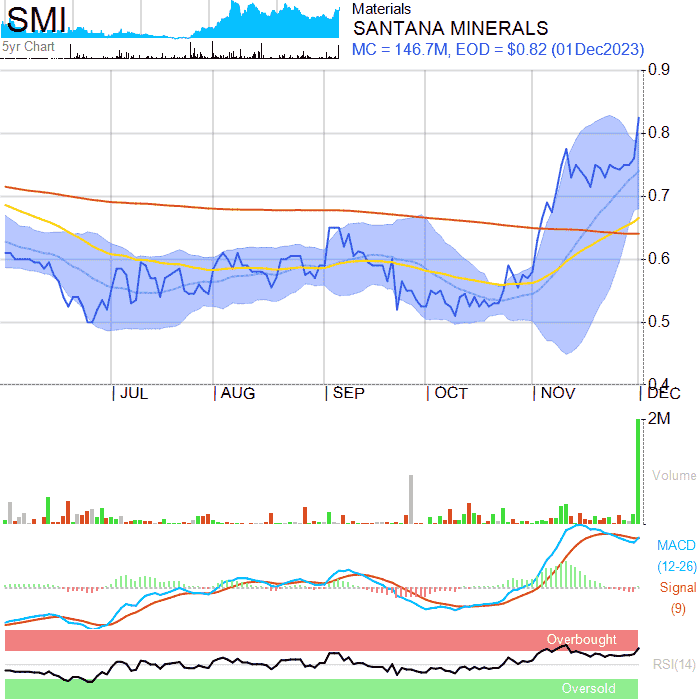 SMI
5yr Chart
Materials
SANTANA MINERALS
MC = 146.7M, EOD = $0.82 (01Dec2023)
0.9
0.8
0.7
0.6
0.5
0.4
JUL AUG SEP OCT NOV DEC
2M
Volume
MACD
(12-26)
Signal
(9)
Overbought
RSI(14)
Oversold